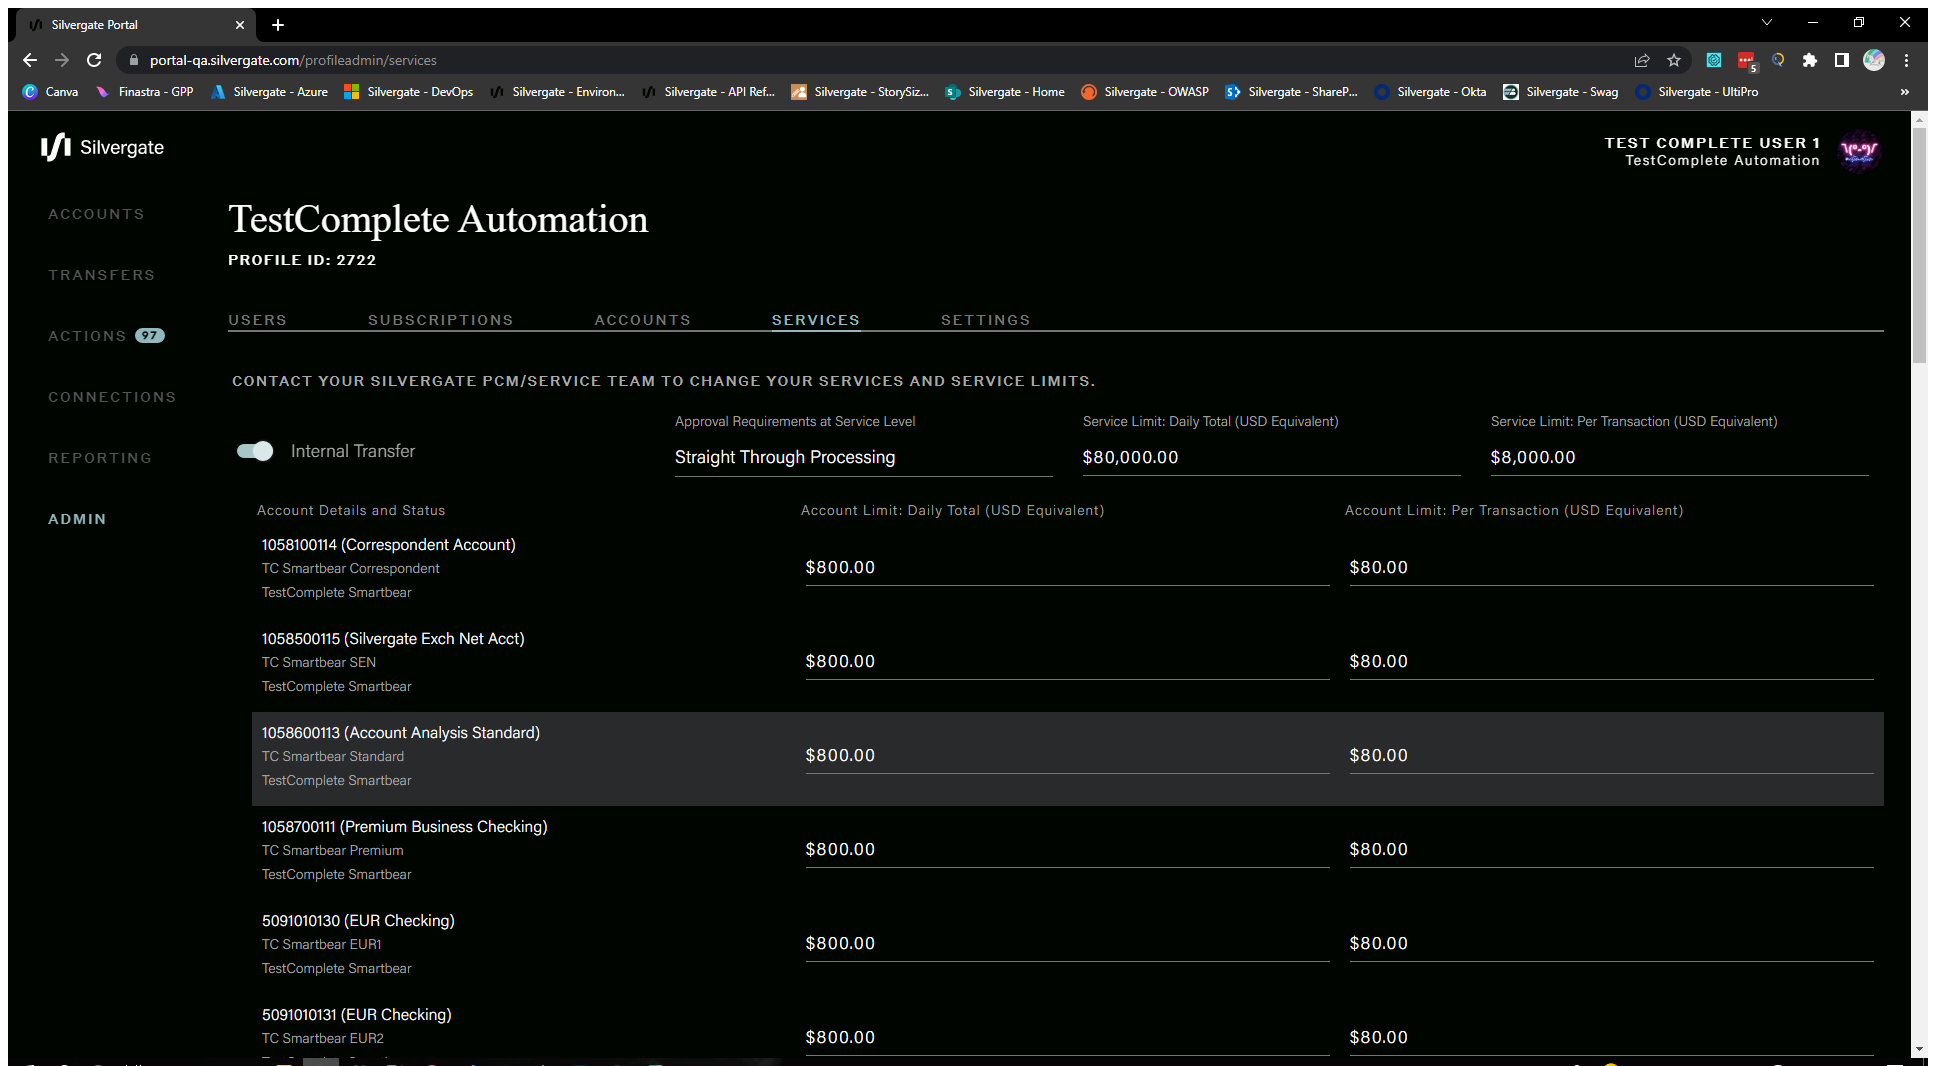 Silvergate Portal
portal-qa.silvergate.com/profileadmin/services
5
Canva
Finastra - GPP
Silvergate - Azure
Silvergate - DevOps
Silvergate - Environ...
Silvergate - API Ref...
Silvergate - StorySiz...
Silvergate - Home
Silvergate - OWASP
Silvergate - ShareP...
Silvergate - Okta
Silvergate - Swag
Silvergate - UltiPro
»
Silvergate
TEST COMPLETE USER 1
TestComplete Automation
ACCOUNTS
TRANSFERS
ACTIONS 97
CONNECTIONS
REPORTING
ADMIN
TestComplete Automation
PROFILE ID: 2722
USERS
SUBSCRIPTIONS
ACCOUNTS
SERVICES
SETTINGS
CONTACT YOUR SILVERGATE PCM/SERVICE TEAM TO CHANGE YOUR SERVICES AND SERVICE LIMITS.
Internal Transfer
Approval Requirements at Service Level
Straight Through Processing
Service Limit: Daily Total (USD Equivalent)
$80,000.00
Service Limit: Per Transaction (USD Equivalent)
$8,000.00
Account Details and Status
Account Limit: Daily Total (USD Equivalent)
Account Limit: Per Transaction (USD Equivalent)
1058100114 (Correspondent Account)
TC Smartbear Correspondent
TestComplete Smartbear
$800.00
$80.00
1058500115 (Silvergate Exch Net Acct)
TC Smartbear SEN
TestComplete Smartbear
$800.00
$80.00
1058600113 (Account Analysis Standard)
TC Smartbear Standard
TestComplete Smartbear
$800.00
$80.00
1058700111 (Premium Business Checking)
TC Smartbear Premium
TestComplete Smartbear
$800.00
$80.00
5091010130 (EUR Checking)
TC Smartbear EUR1
TestComplete Smartbear
$800.00
$80.00
5091010131 (EUR Checking)
TC Smartbear EUR2
$800.00
$80.00